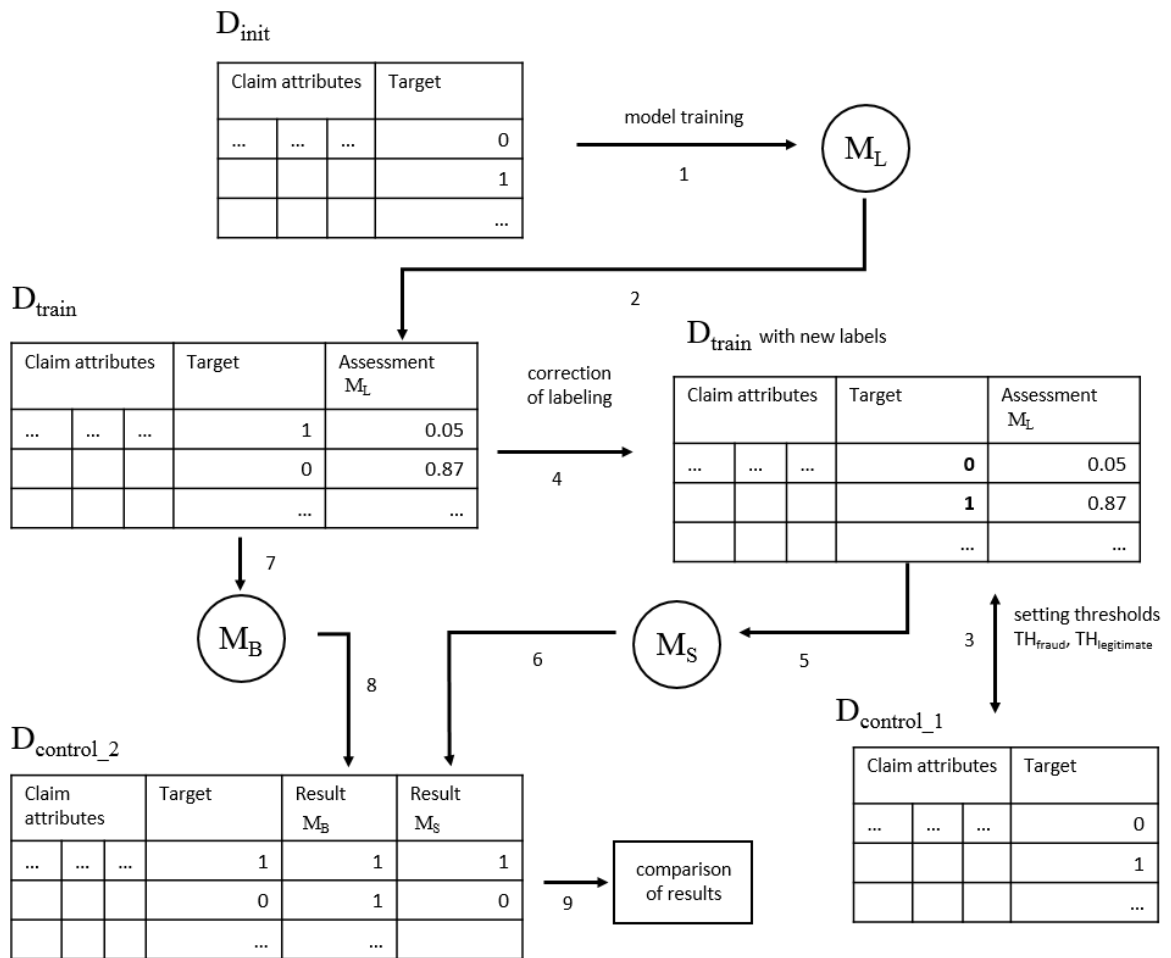 D_init
Claim attributes Target
... ... ... 0
1
...
model training
1
M_L
2
D_train
Claim attributes Target Assessment
M_L
... ... ... 1 0.05
0 0.87
... ...
correction
of labeling
4
D_train with new labels
Claim attributes Target Assessment
M_L
... ... ... 0 0.05
1 0.87
... ...
7
M_B
8
6
M_S
5
3
setting thresholds
TH_fraud, TH_legitimate
D_control_1
Claim attributes Target
... ... ... 0
1
...
D_control_2
Claim Target Result Result
attributes M_B M_S
... ... ... 1 1 1
0 1 0
... ...
9
comparison
of results